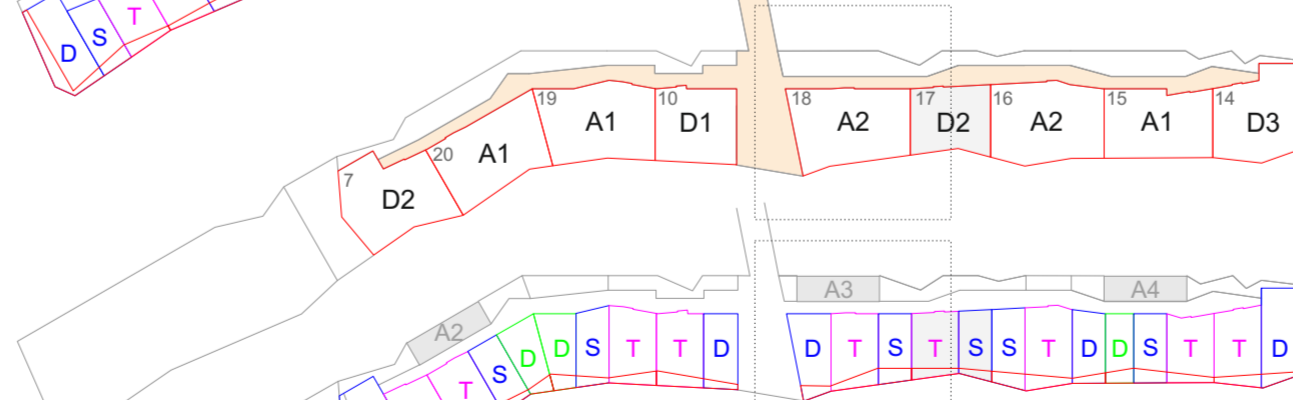 D S T
19 A1
10 D1
18 A2
17 D2
16 A2
15 A1
14 D3
20 A1
7 D2
A3 A4
A2
D S T T D
D T S T S S T D D S T T D
T S D